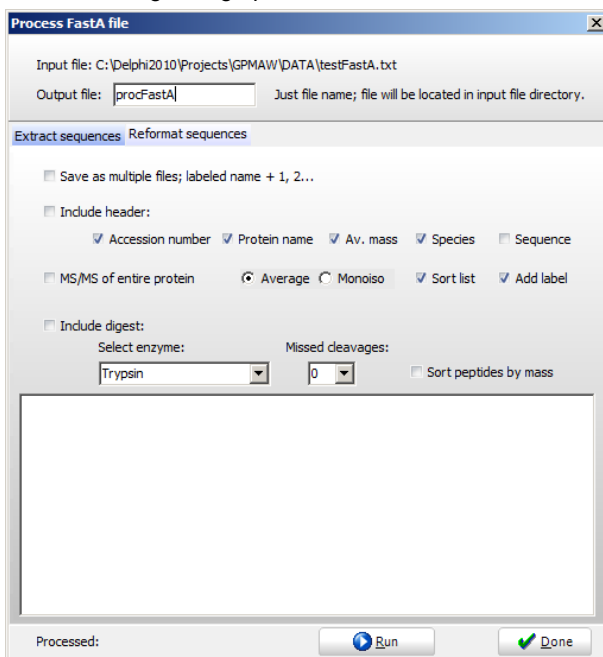 Process FastA file
Input file: C:\Delphi2010\Projects\GPMAW\DATA\testFastA.txt
Output file: procFastA Just file name; file will be located in input file directory.
Extract sequences Reformat sequences
Save as multiple files; labeled name + 1, 2...
Include header:
Accession number Protein name Av. mass Species Sequence
MS/MS of entire protein Average Monoiso Sort list Add label
Include digest:
Select enzyme: Missed cleavages:
Trypsin 0 Sort peptides by mass
Processed: Run Done